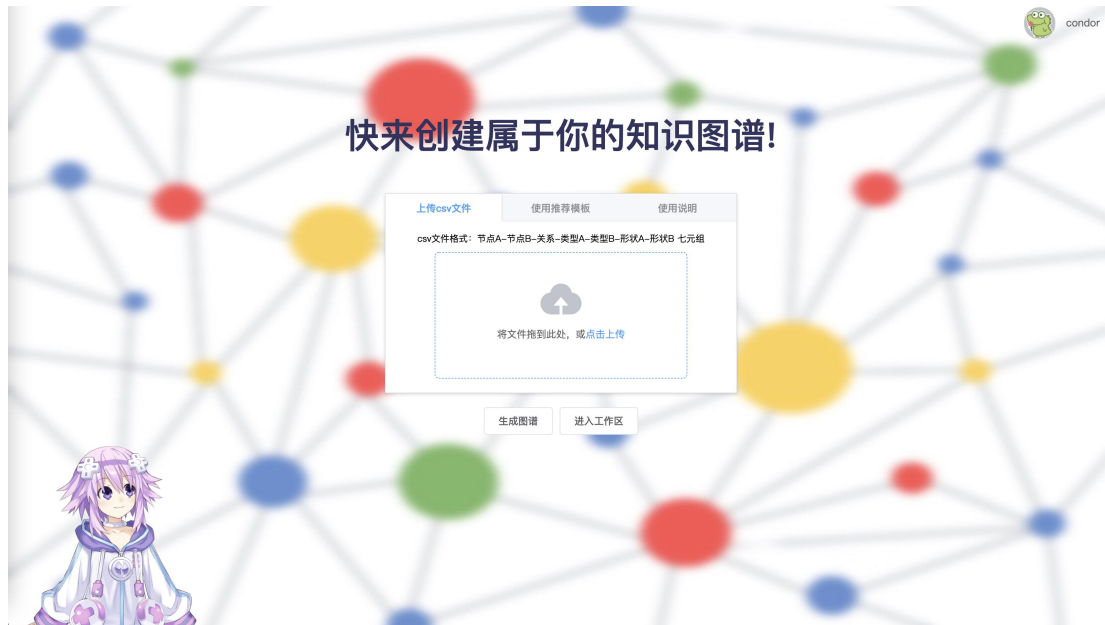 condor
快来创建属于你的知识图谱!
上传csv文件 使用推荐模板 使用说明
csv文件格式：节点A-节点B-关系-类型A-类型B-形状A-形状B 七元组
将文件拖到此处，或点击上传
生成图谱 进入工作区